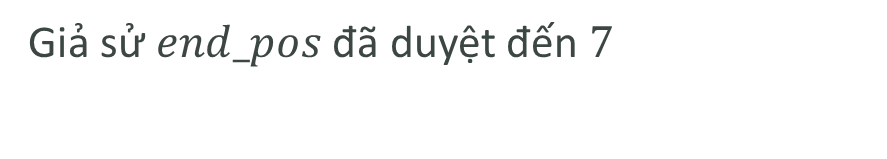 Giả sử end_pos đã duyệt đến 7